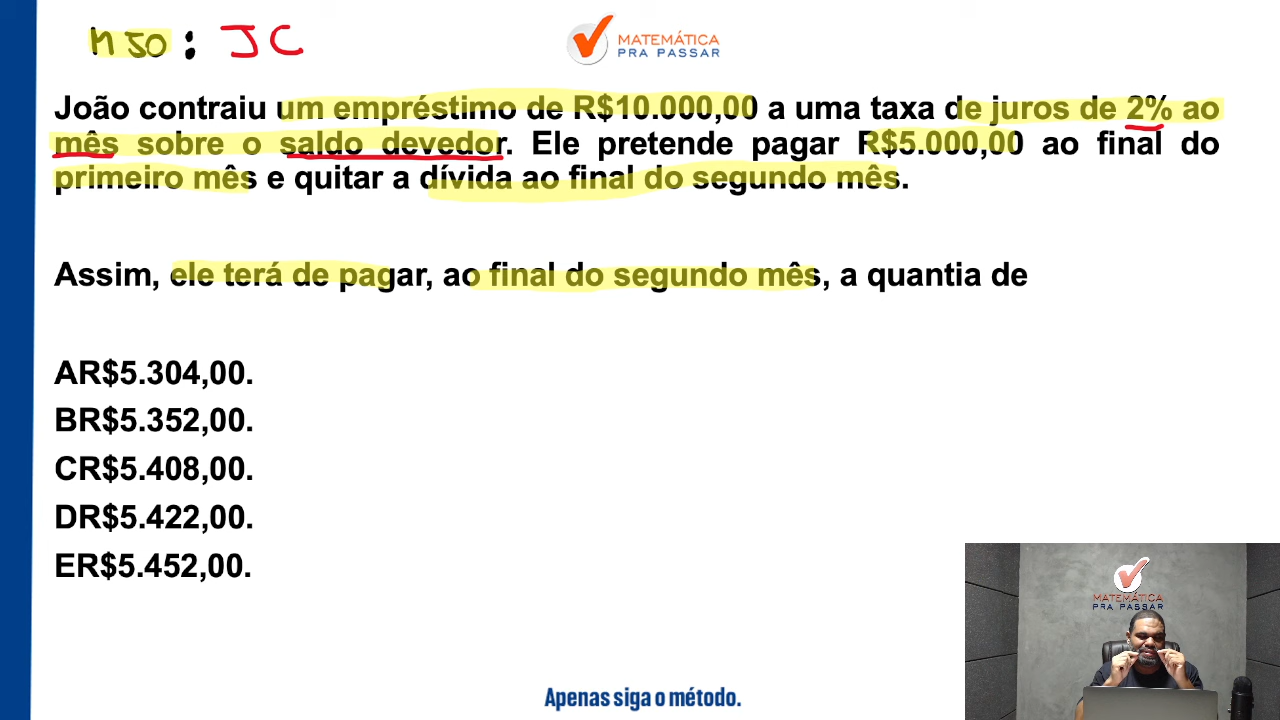 MJO: JC
MATEMÁTICA
PRA PASSAR
João contraiu um empréstimo de R$10.000,00 a uma taxa de juros de 2% ao
mês sobre o saldo devedor. Ele pretende pagar R$5.000,00 ao final do
primeiro mês e quitar a dívida ao final do segundo mês.
Assim, ele terá de pagar, ao final do segundo mês, a quantia de
AR$5.304,00.
BR$5.352,00.
CR$5.408,00.
DR$5.422,00.
ER$5.452,00.
MATEMÁTICA
PRA PASSAR
Apenas siga o método.